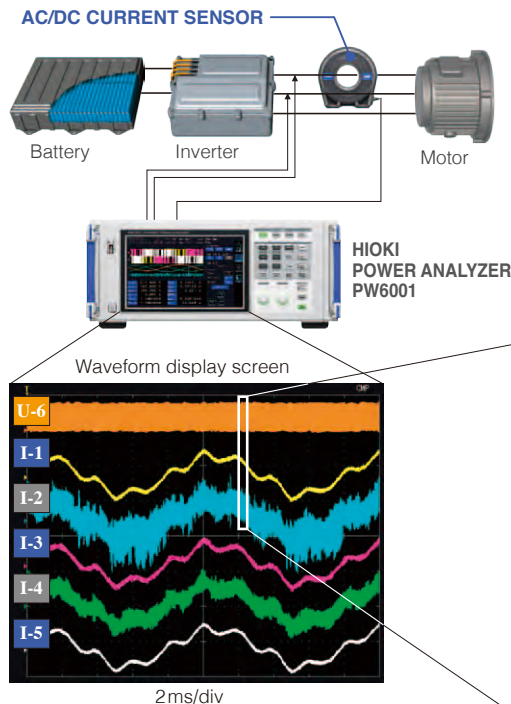 AC/DC CURRENT SENSOR
Battery
Inverter
Motor
HIOKI
POWER ANALYZER
PW6001
Waveform display screen
U-6
I-1
I-2
I-3
I-4
I-5
2ms/div